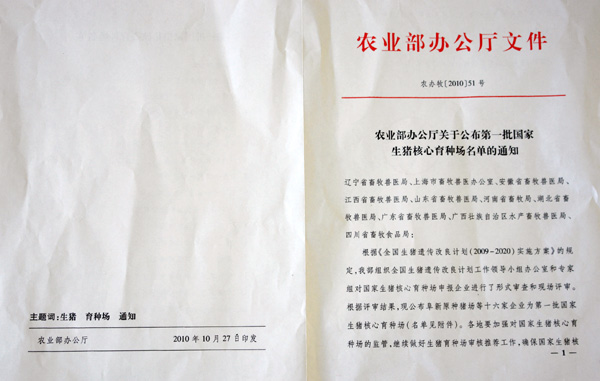 主题词:生猪 育种场 通知
农业部办公厅 2010年10月27日印发
农业部办公厅文件
农办牧〔2010〕51号
农业部办公厅关于公布第一批国家
生猪核心育种场名单的通知
辽宁省畜牧兽医局、上海市畜牧兽医办公室、安徽省畜牧兽医局、
江西省畜牧兽医局、山东省畜牧兽医局、河南省畜牧局、湖北省畜
牧兽医局、广东省畜牧兽医局、广西壮族自治区水产畜牧兽医局、
四川省畜牧食品局:
根据《全国生猪遗传改良计划(2009-2020)实施方案》的规
定,我部组织全国生猪遗传改良计划工作领导小组办公室和专家
组对国家生猪核心育种场申报企业进行了形式审查和现场评审。
根据评审结果,现公布阜新原种猪场等十六家企业为第一批国家
生猪核心育种场(名单见附件)。各地要加强对国家生猪核心育
种场的监管,继续做好生猪育种场审核推荐工作,确保国家生猪核
— 1 —